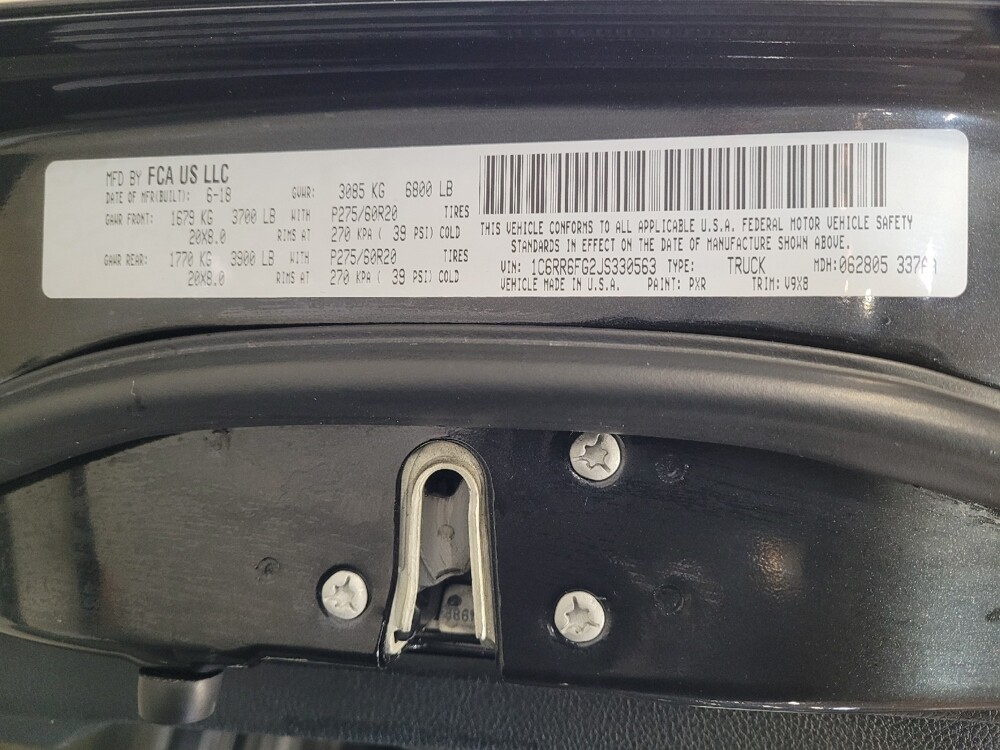 MFD BY FCA US LLC
DATE OF MFR(BUILT): 6-18 GVWR: 3085 KG 6800 LB
GAWR FRONT: 1679 KG 3700 LB WITH P275/60R20 TIRES
20X8.0 RIMS AT 270 KPA ( 39 PSI) COLD
GAWR REAR: 1770 KG 3900 LB WITH P275/60R20 TIRES
20X8.0 RIMS AT 270 KPA ( 39 PSI) COLD
THIS VEHICLE CONFORMS TO ALL APPLICABLE U.S.A. FEDERAL MOTOR VEHICLE SAFETY
STANDARDS IN EFFECT ON THE DATE OF MANUFACTURE SHOWN ABOVE.
VIN: 1C6RR6FG2JS330563 TYPE: TRUCK MDH: 062805
VEHICLE MADE IN U.S.A. PAINT: PXR TRIM: V9X8